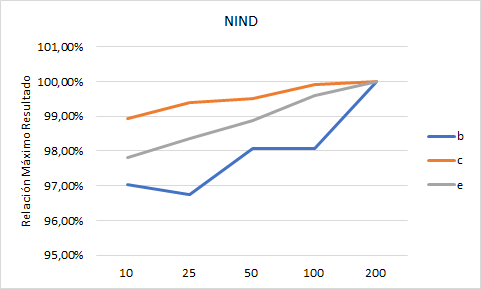 NIND
Relación Máximo Resultado
101,00%
100,00%
99,00%
98,00%
97,00%
96,00%
95,00%
10 25 50 100 200
b
c
e